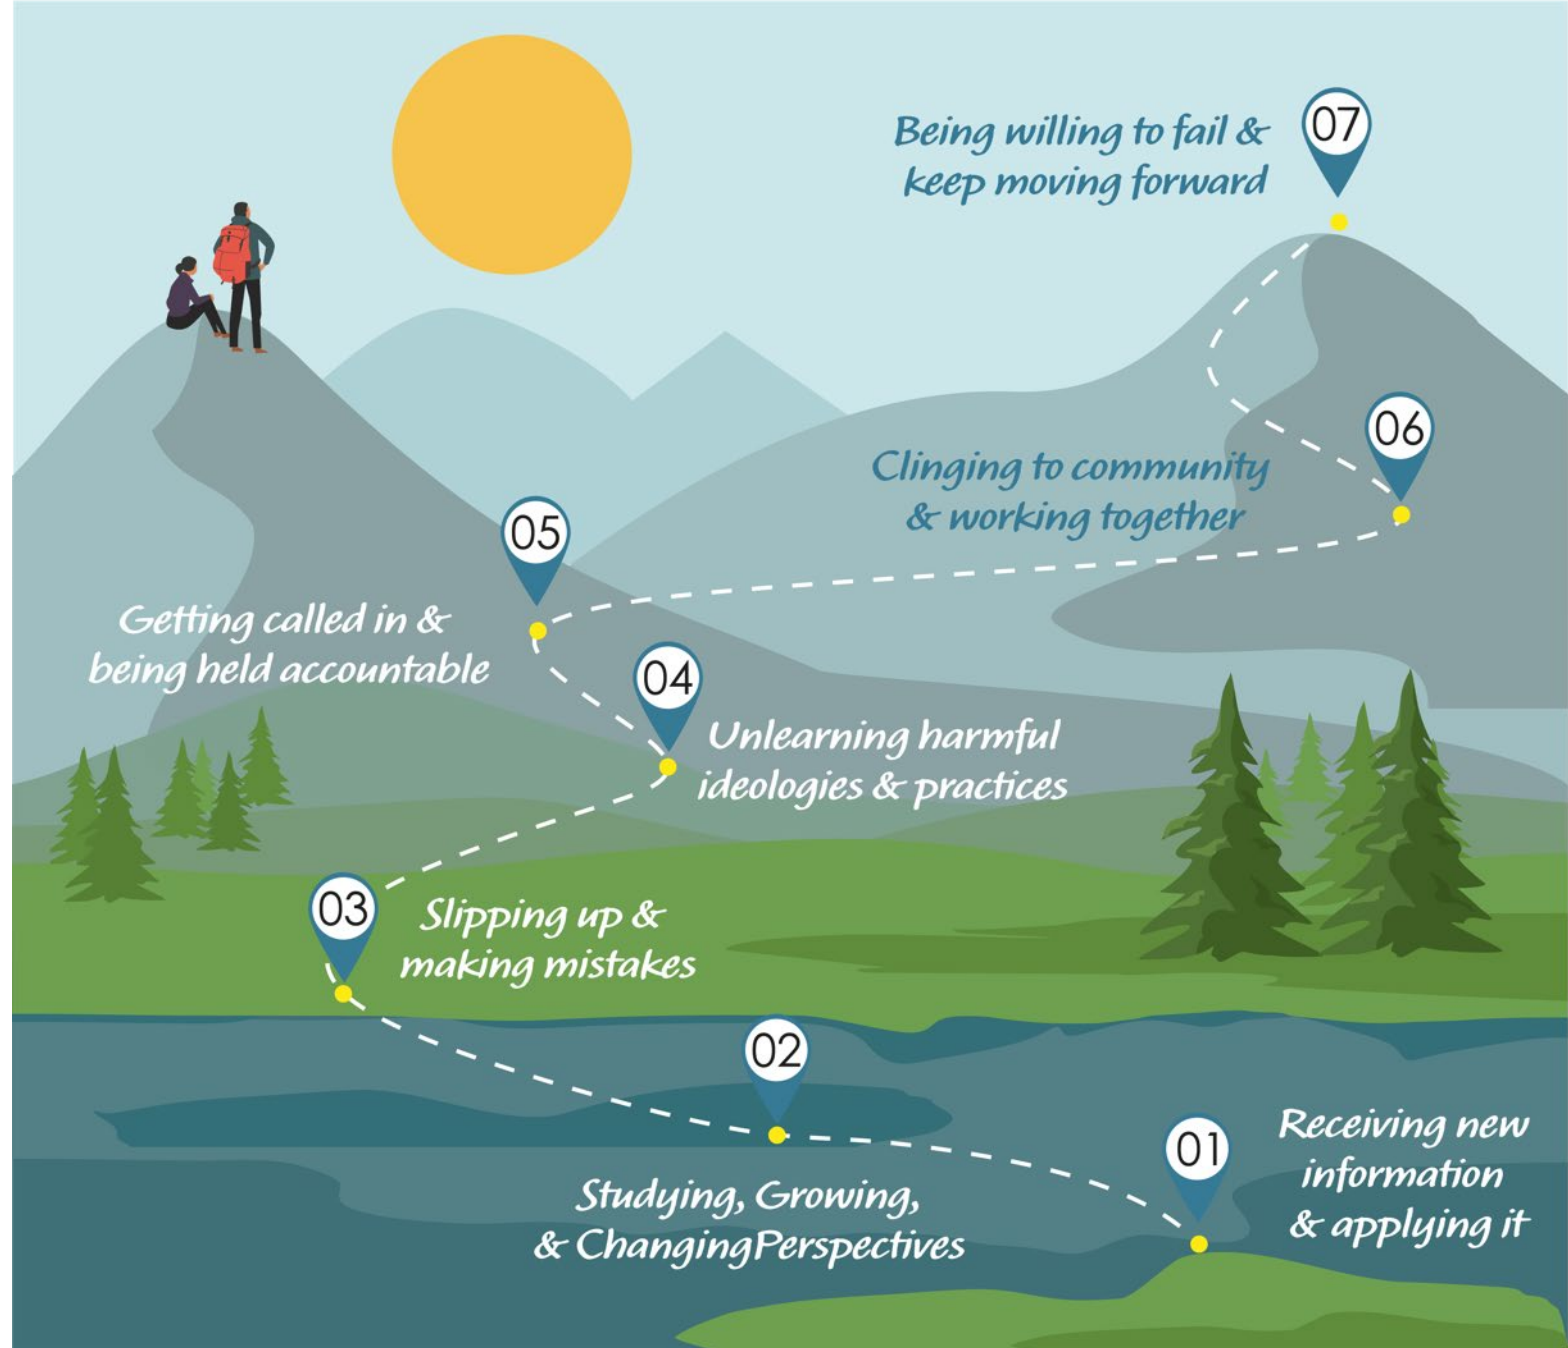 07
Being willing to fail &
keep moving forward
06
Clinging to community
& working together
05
Getting called in &
being held accountable
04
Unlearning harmful
ideologies & practices
03
Slipping up &
making mistakes
02
Studying, Growing,
& ChangingPerspectives
01
Receiving new
information
& applying it